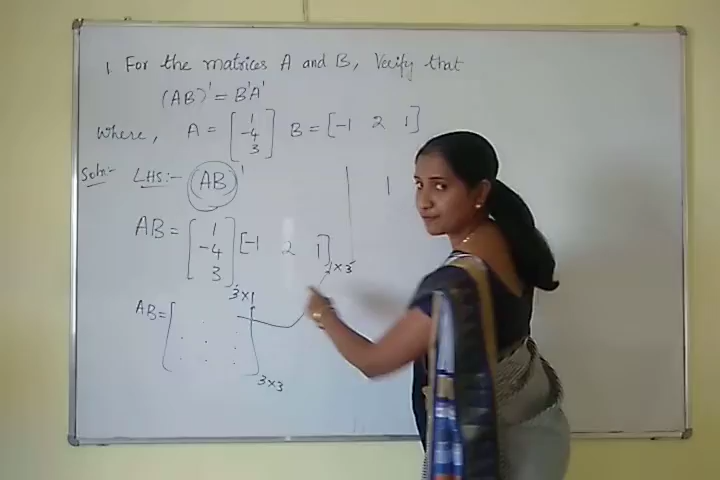 1, For the matrices A and B, Verify that
(AB)' = B'A'
Where, A = [1 -4 3] B = [-1 2 1]
Soln:- LHS:- (AB)'
AB = [1 -4 3] 3×1 [-1 2 1] 1×3
AB = [ ] 3×3